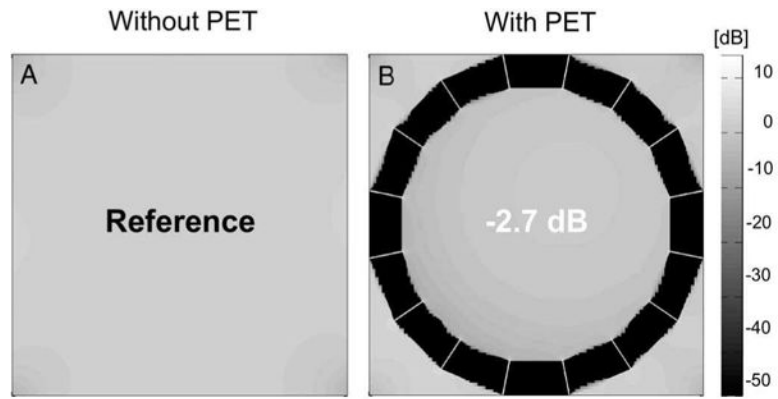 Without PET
With PET
[dB]
A
B
Reference
-2.7 dB
10
0
-10
-20
-30
-40
-50